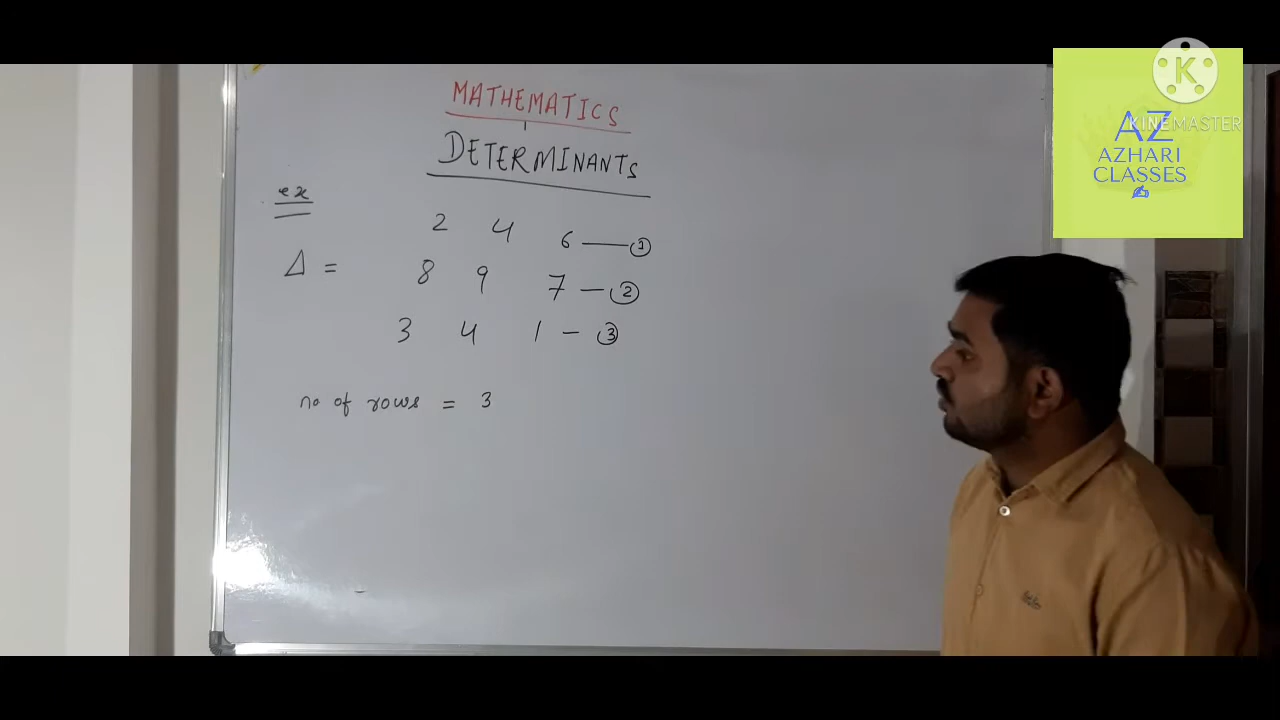 MATHEMATICS
DETERMINANTS
ex
2 4 6 — ①
Δ = 8 9 7 — ②
3 4 1 — ③
no of rows = 3
K
KINEMASTER
AZ
AZHARI
CLASSES